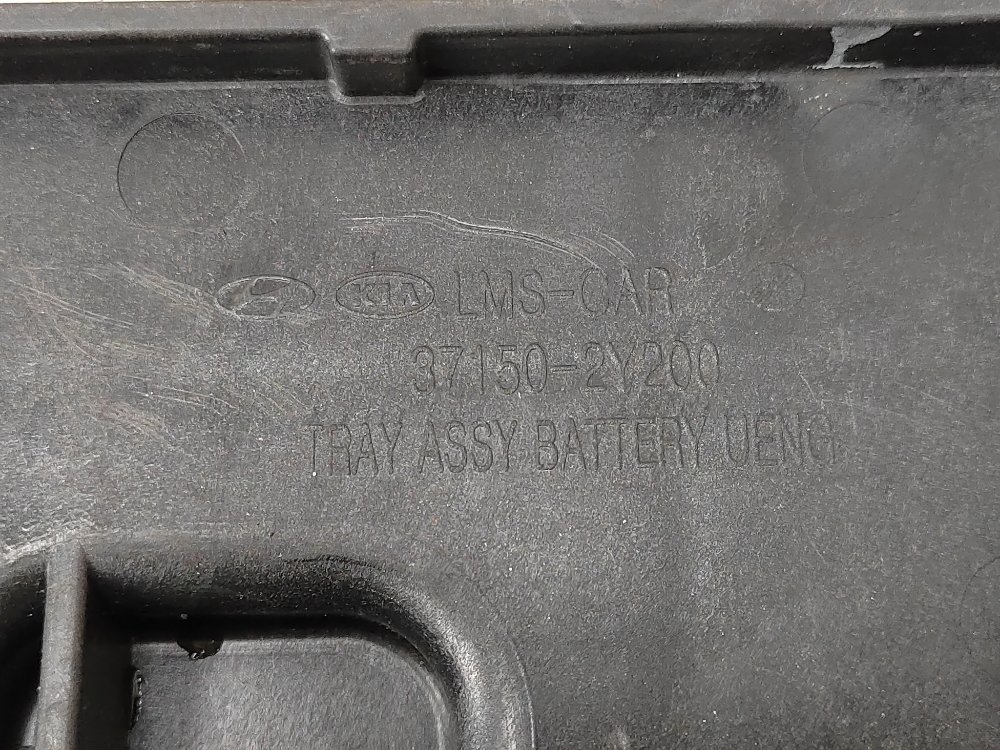 KIA LMS-CAR
37150-2Y200
TRAY ASSY BATTERY UENG